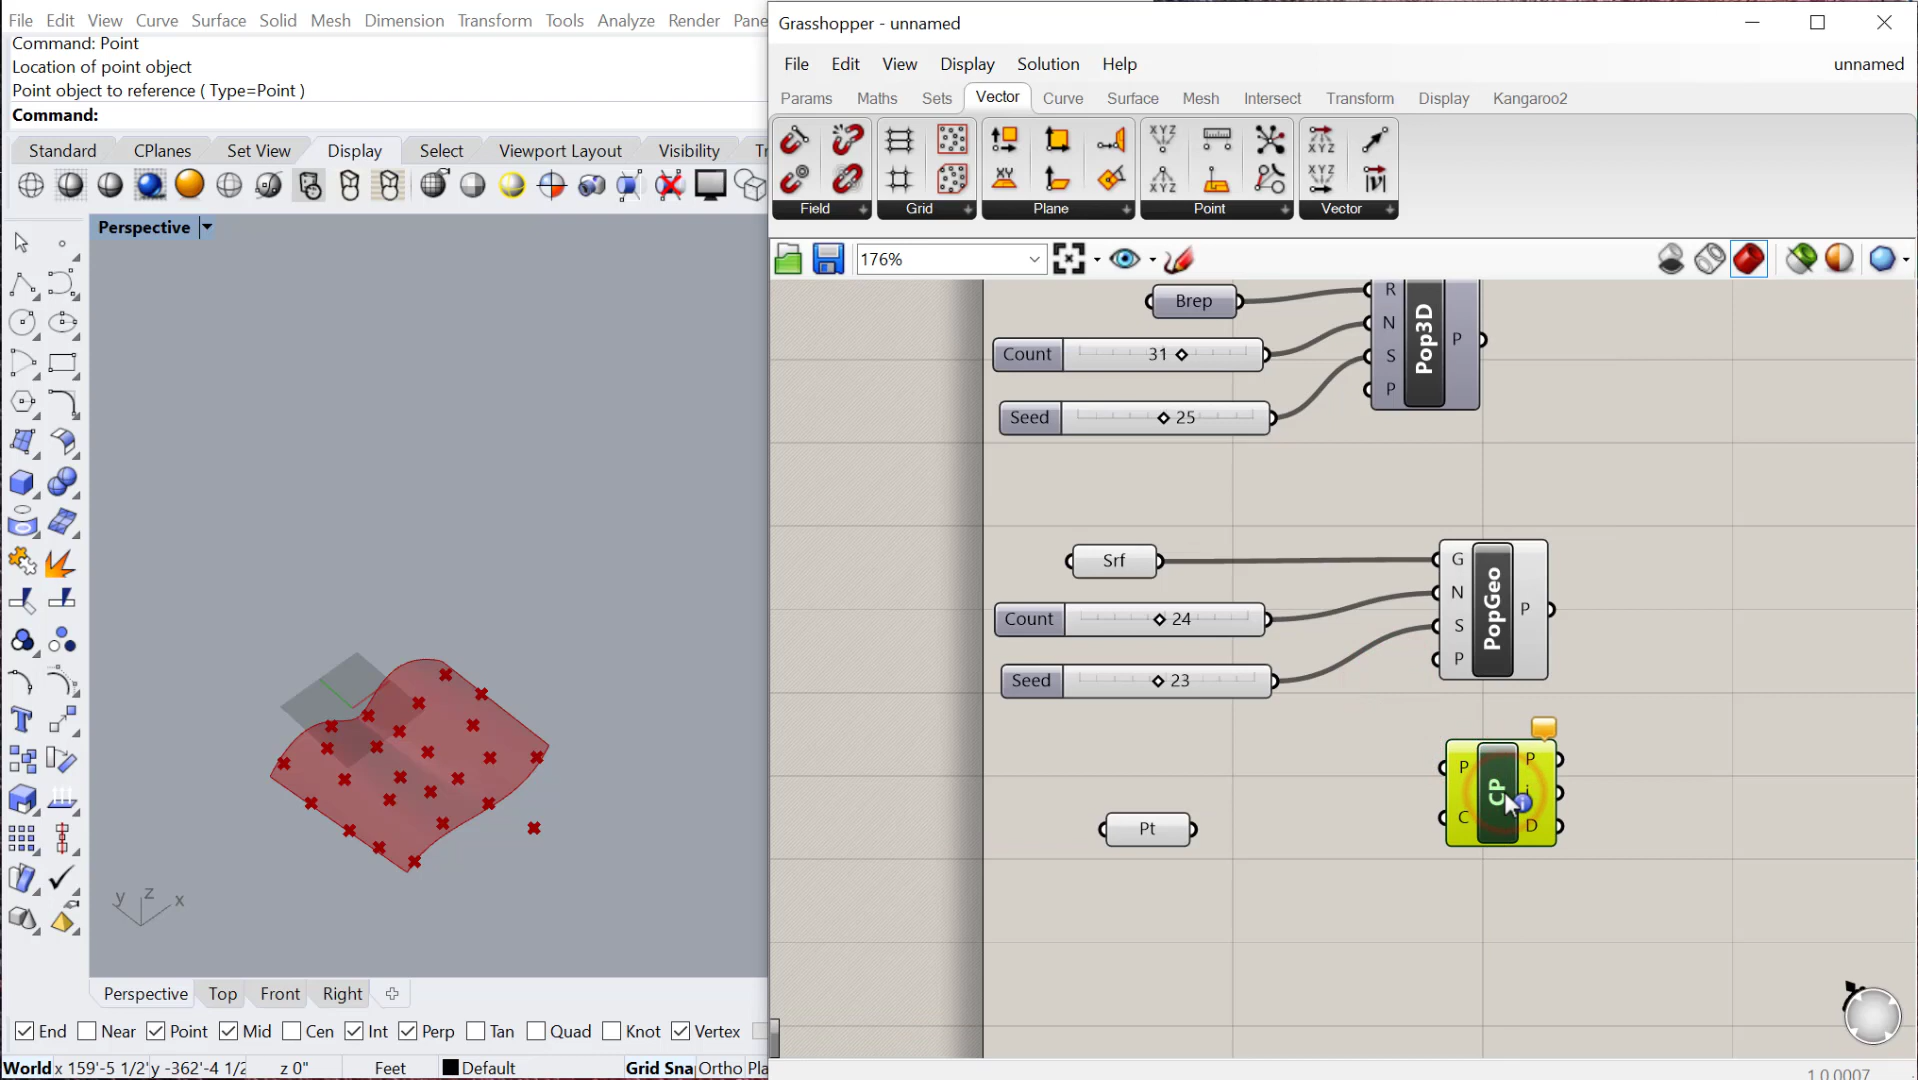 File Edit View Curve Surface Solid Mesh Dimension Transform Tools Analyze Render Pane
Command: Point
Location of point object
Point object to reference ( Type=Point )
Command:
Standard CPlanes Set View Display Select Viewport Layout Visibility
Perspective
Grasshopper - unnamed
File Edit View Display Solution Help unnamed
Params Maths Sets Vector Curve Surface Mesh Intersect Transform Display Kangaroo2
Field Grid Plane Point Vector
176%
Brep
Count 31
Seed 25
R
N
S
P
Pop3D
P
Srf
Count 24
Seed 23
G
N
S
P
PopGeo
P
Pt
P
C
CP
P
i
D
y z x
Perspective Top Front Right
End Near Point Mid Cen Int Perp Tan Quad Knot Vertex
World x 159'-5 1/2' y -362'-4 1/2 z 0" Feet Default Grid Sna Ortho Pla
1.0.0007